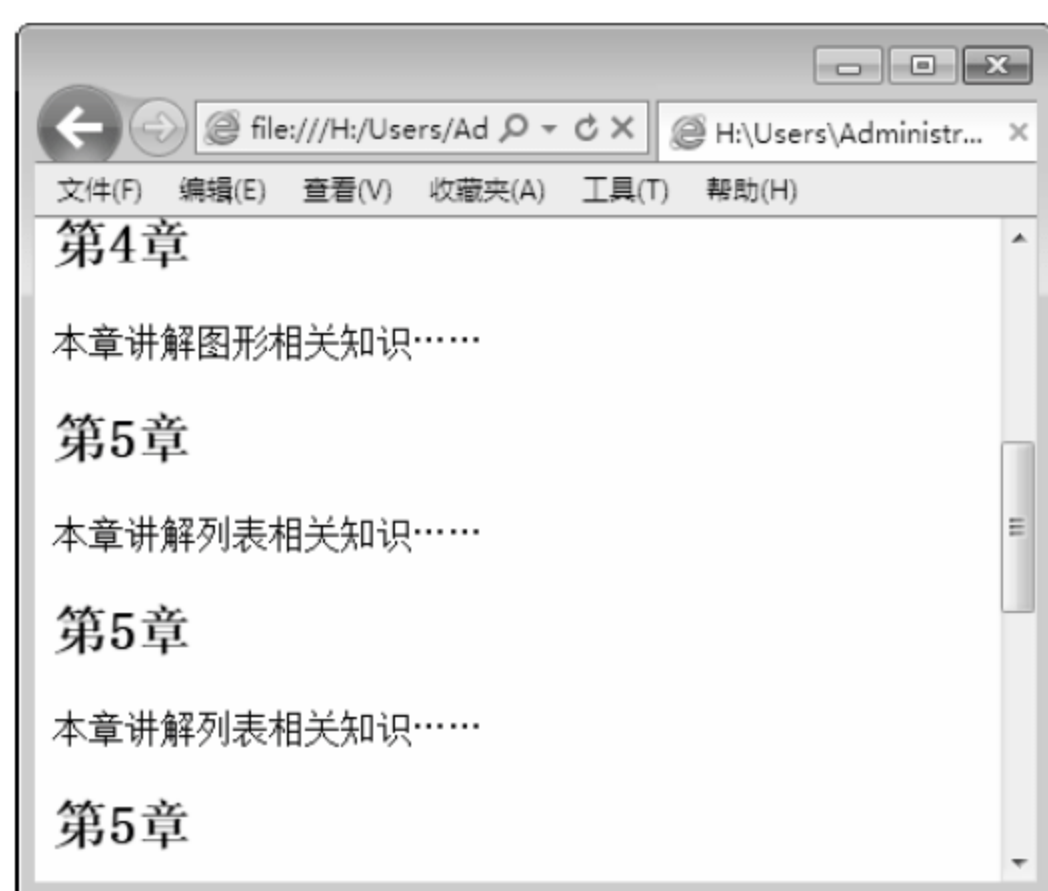 file:///H:/Users/Ad H:\Users\Administr...
文件(F) 编辑(E) 查看(V) 收藏夹(A) 工具(T) 帮助(H)
第4章
本章讲解图形相关知识……
第5章
本章讲解列表相关知识……
第5章
本章讲解列表相关知识……
第5章